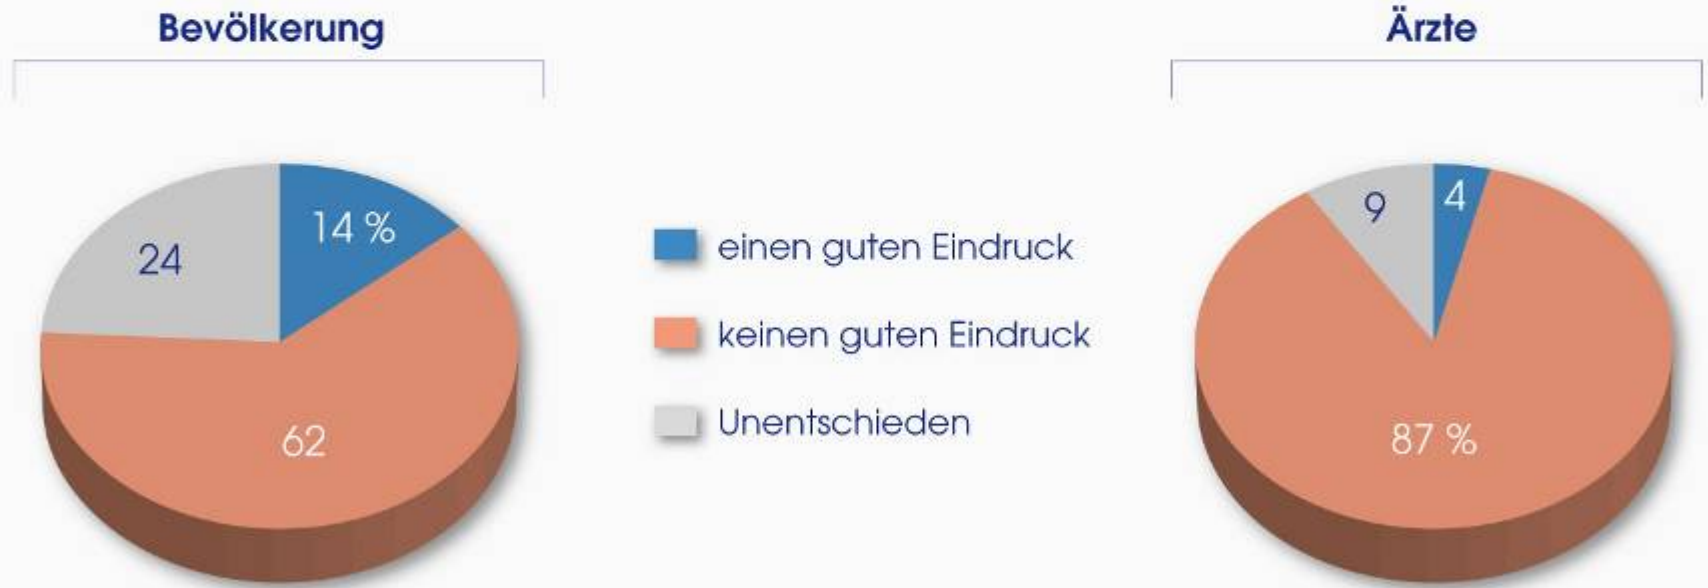 Bevölkerung
Ärzte
14 %
24
62
einen guten Eindruck
keinen guten Eindruck
Unentschieden
9
4
87 %